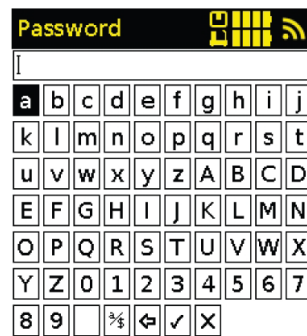 Password
a b c d e f g h i j
k l m n o p q r s t
u v w x y z A B C D
E F G H I J K L M N
O P Q R S T U V W X
Y Z 0 1 2 3 4 5 6 7
8 9 a/$ ⇦ ✓ ✕